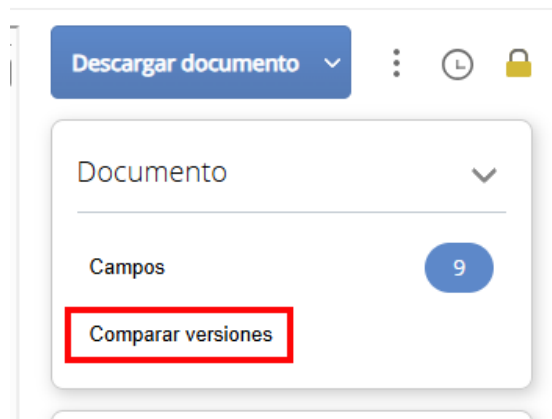 Descargar documento
Documento
Campos
9
Comparar versiones